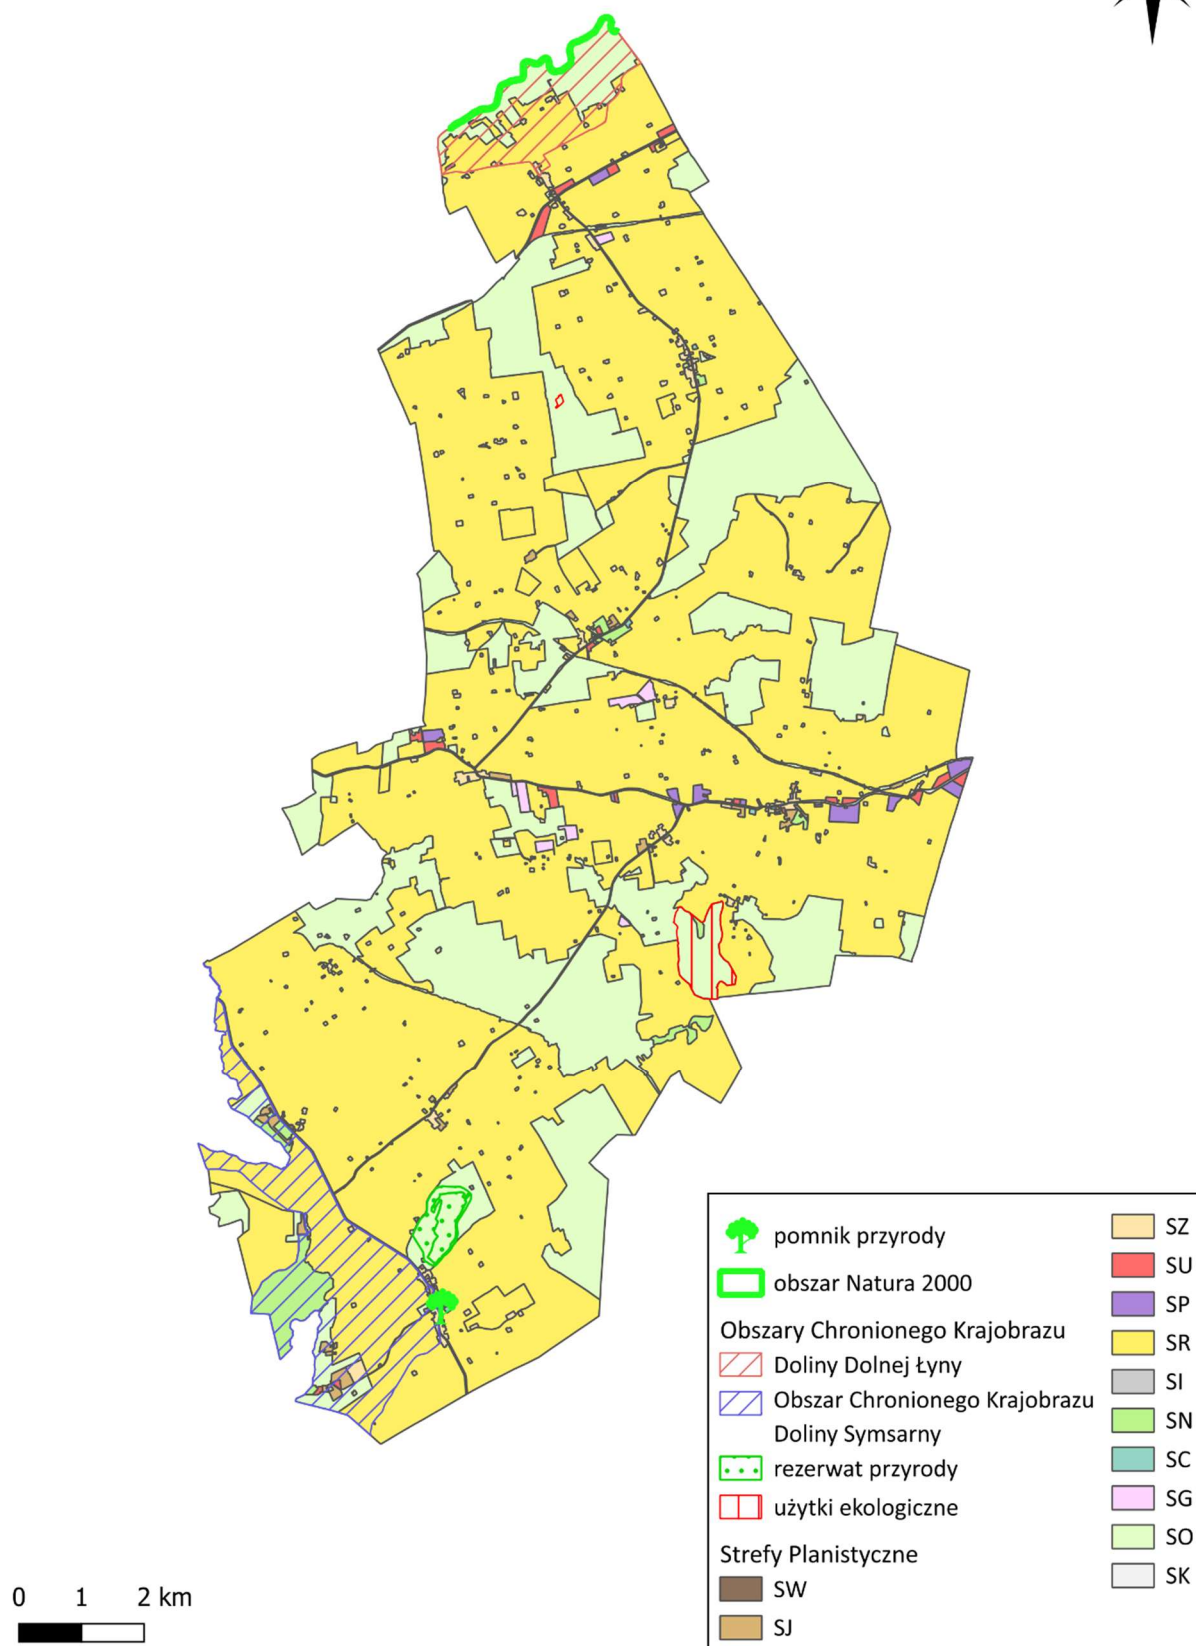 pomnik przyrody
obszar Natura 2000
Obszary Chronionego Krajobrazu
Doliny Dolnej Łyny
Obszar Chronionego Krajobrazu
Doliny Symsarny
rezerwat przyrody
użytki ekologiczne
Strefy Planistyczne
SW
SJ
SZ
SU
SP
SR
SI
SN
SC
SG
SO
SK
0 1 2 km